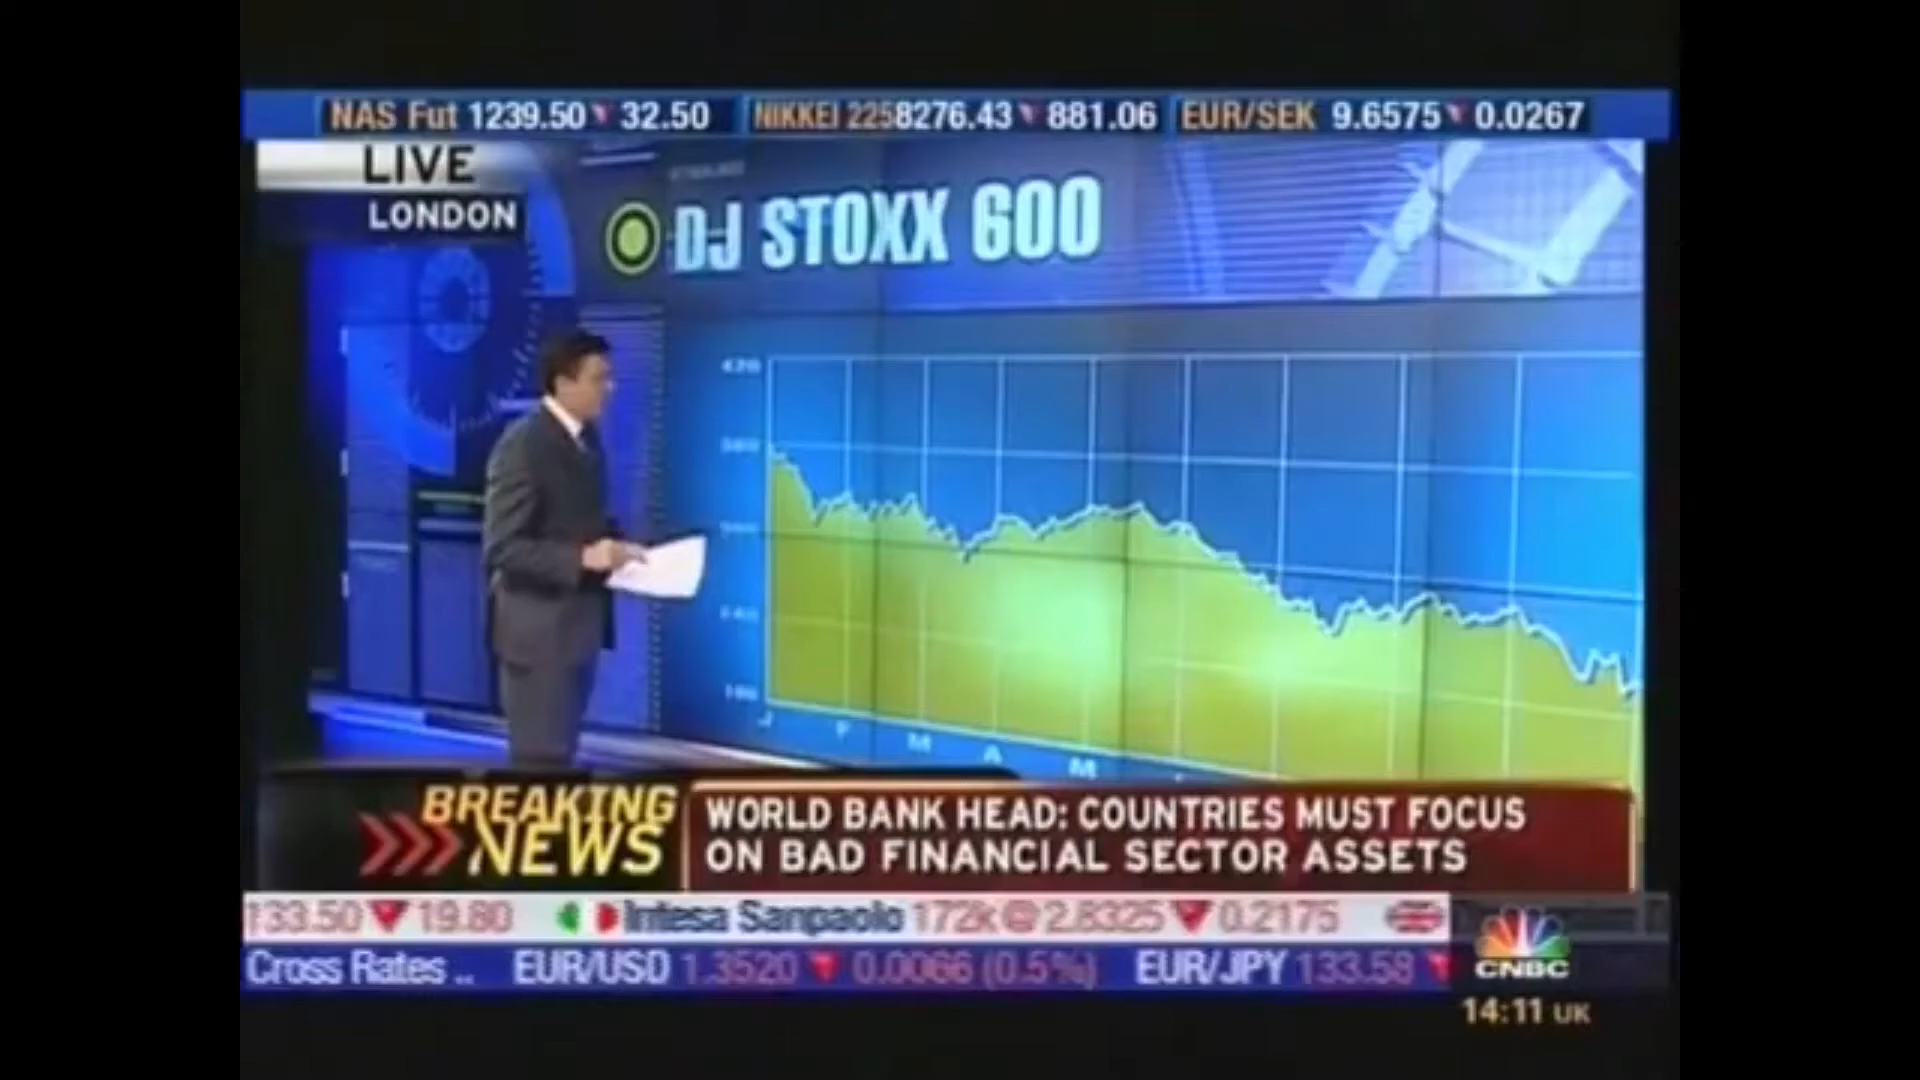 NAS Fut 1239.50 ▼ 32.50 NIKKEI 225 8276.43 ▼ 881.06 EUR/SEK 9.6575 ▼ 0.0267
LIVE
LONDON
DJ STOXX 600
420
J F M A M
BREAKING
NEWS
WORLD BANK HEAD: COUNTRIES MUST FOCUS
ON BAD FINANCIAL SECTOR ASSETS
133.50 ▼ 19.80 Intesa Sanpaolo 172k@2.8325 ▼ 0.2175
Cross Rates .. EUR/USD 1.3520 ▼ 0.0066 (0.5%) EUR/JPY 133.58 ▼
CNBC
14:11 UK